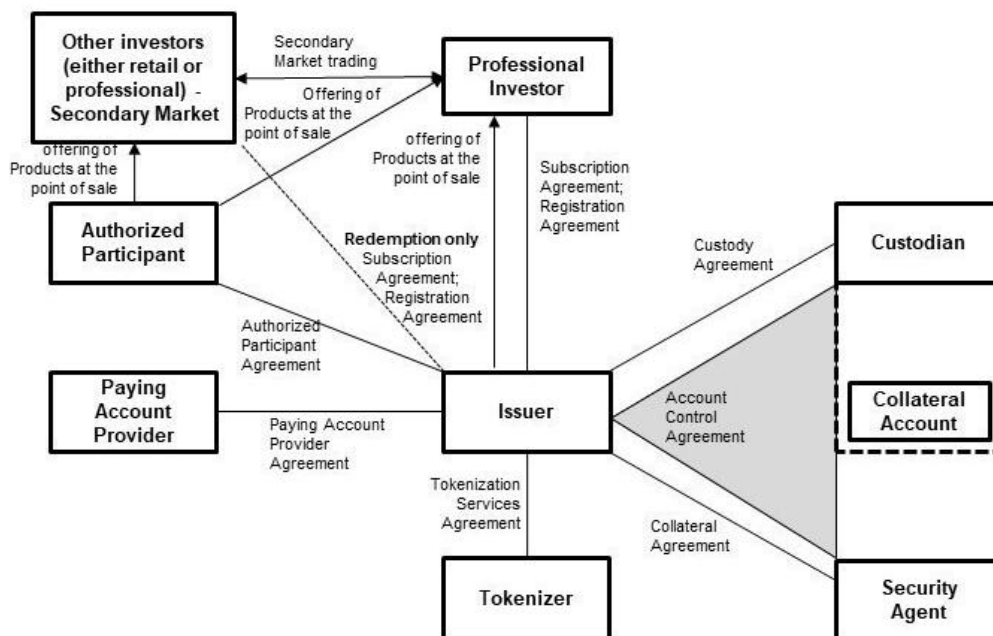 Other investors
(either retail or
professional) -
Secondary Market
Secondary
Market trading
Professional
Investor
Offering of
Products at the
point of sale
offering of
Products at the
point of sale
offering of
Products at the
point of sale
Subscription
Agreement;
Registration
Agreement
Authorized
Participant
Redemption only
Subscription
Agreement;
Registration
Agreement
Custody
Agreement
Custodian
Authorized
Participant
Agreement
Paying
Account
Provider
Paying Account
Provider
Agreement
Issuer
Account
Control
Agreement
Collateral
Account
Tokenization
Services
Agreement
Collateral
Agreement
Tokenizer
Security
Agent